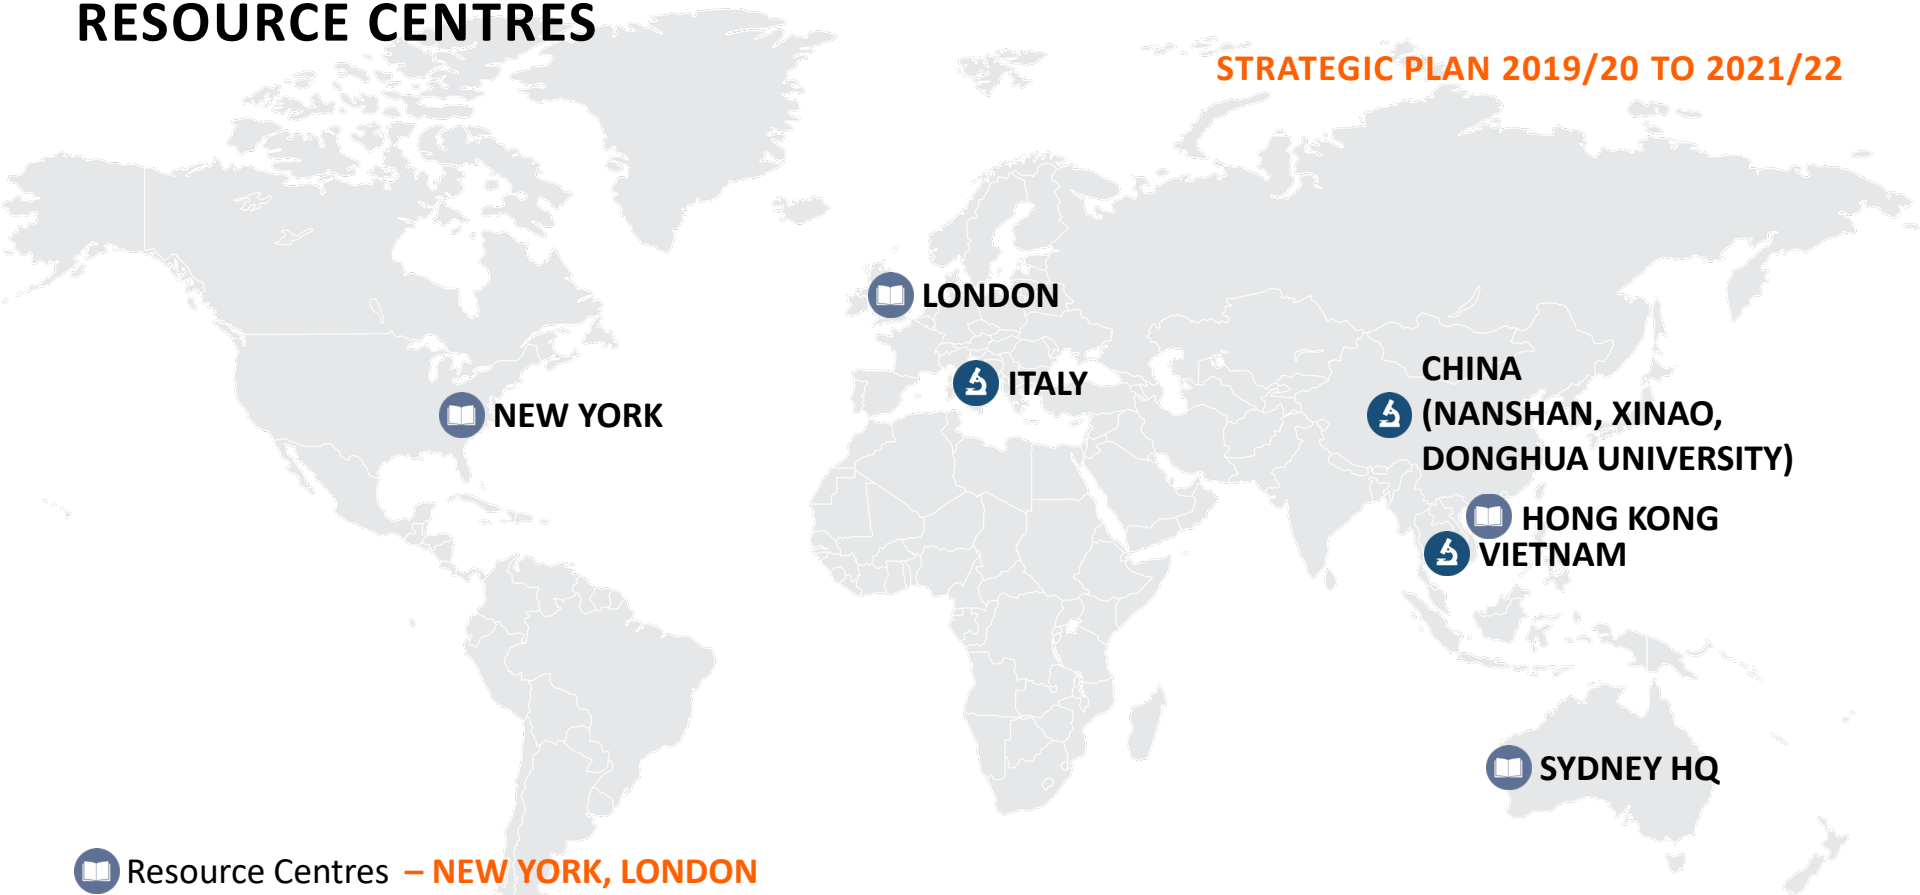 RESOURCE CENTRES
STRATEGIC PLAN 2019/20 TO 2021/22
LONDON
ITALY
NEW YORK
CHINA
(NANSHAN, XINAO,
DONGHUA UNIVERSITY)
HONG KONG
VIETNAM
SYDNEY HQ
Resource Centres – NEW YORK, LONDON